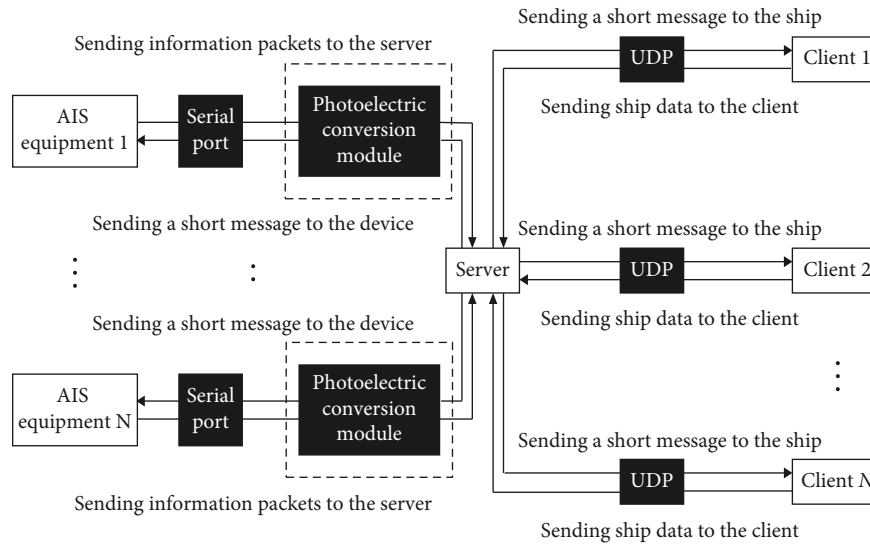 Sending a short message to the ship
Sending information packets to the server
UDP
Client 1
AIS
equipment 1
Serial
port
Photoelectric
conversion
module
Sending ship data to the client
Sending a short message to the device
Sending a short message to the ship
Server
UDP
Client 2
Sending a short message to the device
Sending ship data to the client
AIS
equipment N
Serial
port
Photoelectric
conversion
module
Sending a short message to the ship
UDP
Client N
Sending information packets to the server
Sending ship data to the client